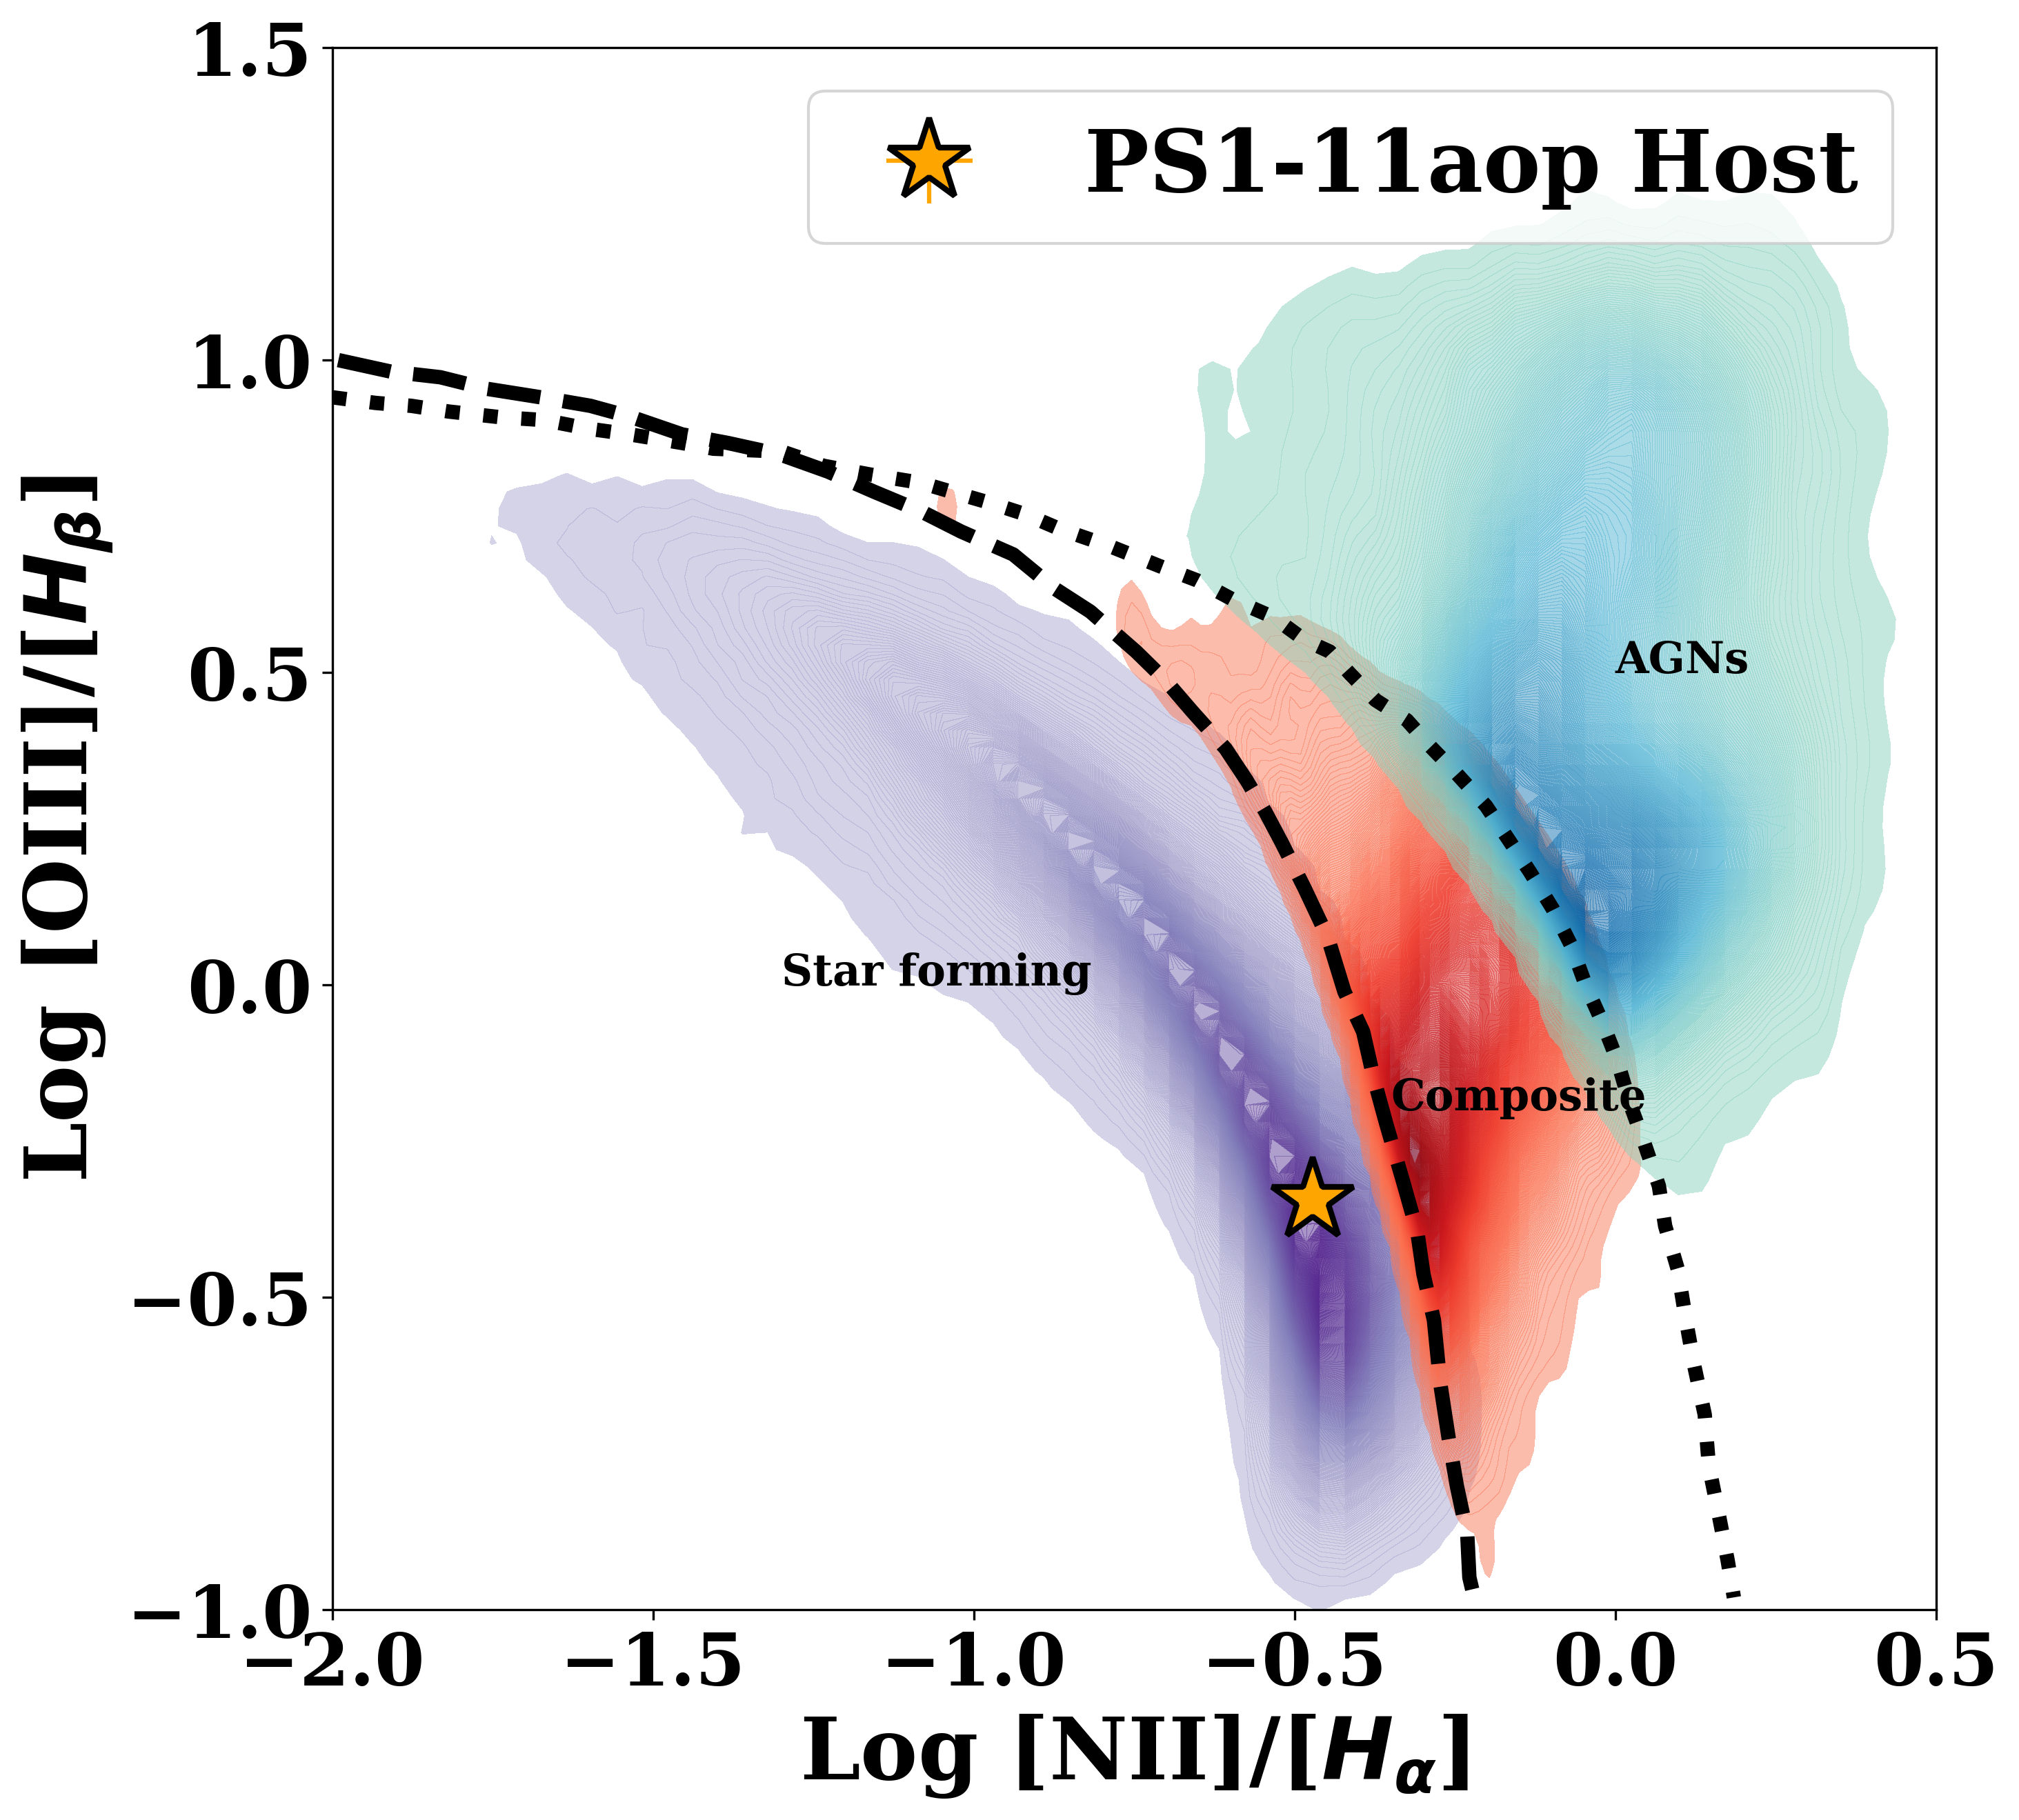 PS1-11aop Host
1.5
1.0
0.5
0.0
−0.5
−1.0
Log [OIII]/[Hβ]
AGNs
Star forming
Composite
−2.0 −1.5 −1.0 −0.5 0.0 0.5
Log [NII]/[Hα]